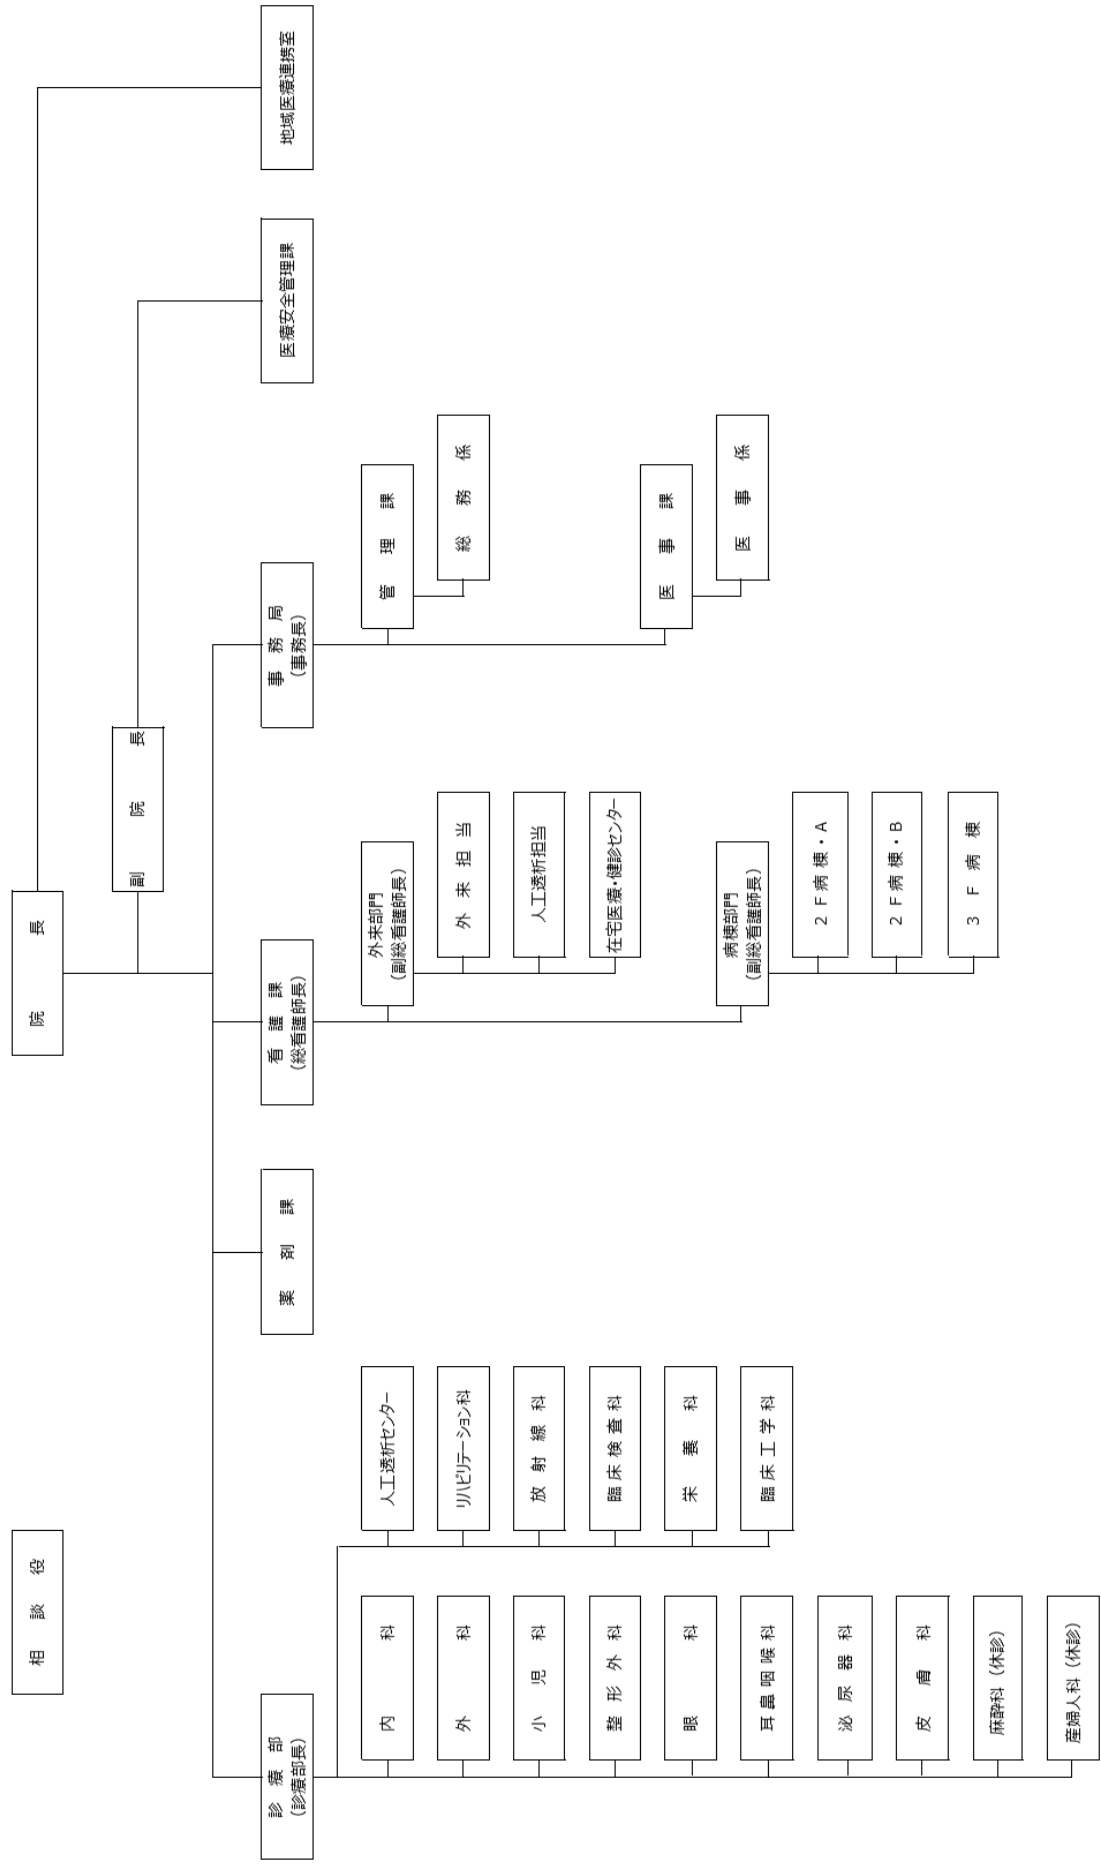 相談役
院長
副院長
診療部
(診療部長)
薬剤課
看護課
(総看護師長)
事務局
(事務長)
医療安全管理課
地域医療連携室
内科
外科
小児科
整形外科
眼科
耳鼻咽喉科
泌尿器科
皮膚科
麻酔科(休診)
産婦人科(休診)
人工透析センター
リハビリテーション科
放射線科
臨床検査科
栄養科
臨床工学科
外来部門
(副総看護師長)
外来担当
人工透析担当
在宅医療・健診センター
病棟部門
(副総看護師長)
2F病棟・A
2F病棟・B
3F病棟
管理課
総務係
医事課
医事係